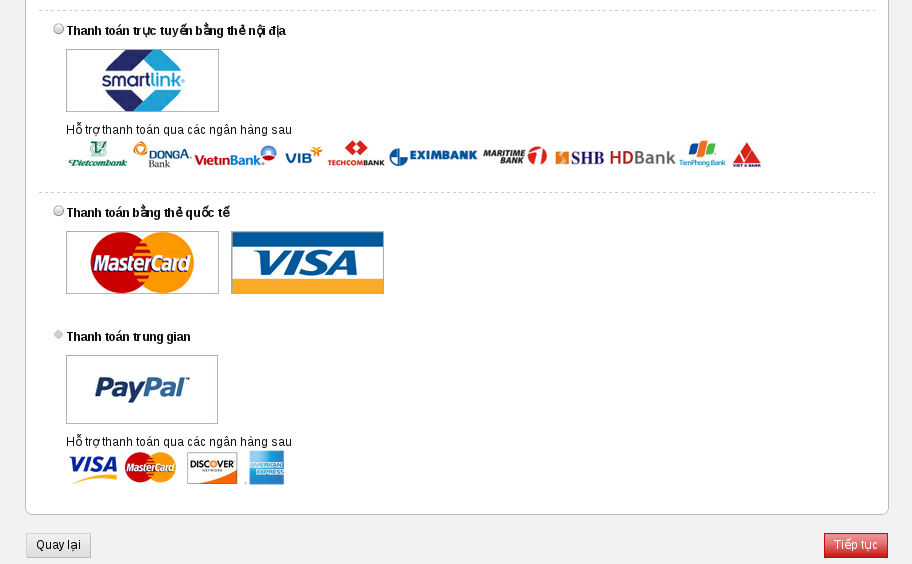 Thanh toán trực tuyến bằng thẻ nội địa
smartlink
Hỗ trợ thanh toán qua các ngân hàng sau
Vietcombank DONGA Bank VietinBank VIB TECHCOMBANK EXIMBANK MARITIME BANK SHB HDBank TienPhong Bank VIET A BANK
Thanh toán bằng thẻ quốc tế
MasterCard VISA
Thanh toán trung gian
PayPal™
Hỗ trợ thanh toán qua các ngân hàng sau
VISA MasterCard DISCOVER NETWORK AMERICAN EXPRESS
Quay lại Tiếp tục